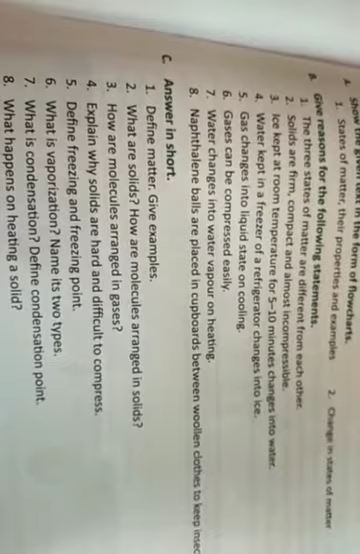 A. Show the given text in the form of flowcharts.
1. States of matter, their properties and examples 2. Change in states of matter
B. Give reasons for the following statements.
1. The three states of matter are different from each other.
2. Solids are firm, compact and almost incompressible.
3. Ice kept at room temperature for 5–10 minutes changes into water.
4. Water kept in a freezer of a refrigerator changes into ice.
5. Gas changes into liquid state on cooling.
6. Gases can be compressed easily.
7. Water changes into water vapour on heating.
8. Naphthalene balls are placed in cupboards between woollen clothes to keep insec
C. Answer in short.
1. Define matter. Give examples.
2. What are solids? How are molecules arranged in solids?
3. How are molecules arranged in gases?
4. Explain why solids are hard and difficult to compress.
5. Define freezing and freezing point.
6. What is vaporization? Name its two types.
7. What is condensation? Define condensation point.
8. What happens on heating a solid?